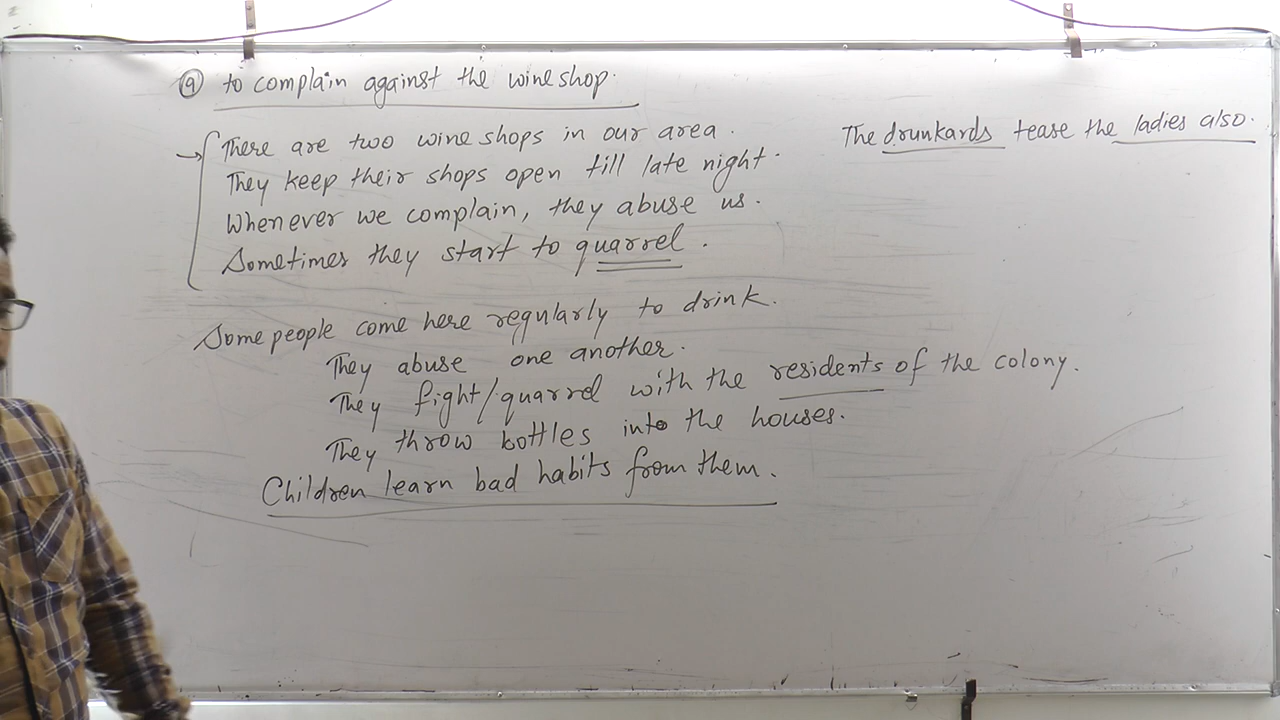 (9) to complain against the wine shop.
There are two wine shops in our area.
They keep their shops open till late night.
Whenever we complain, they abuse us.
Sometimes they start to quarrel.
Some people come here regularly to drink.
They abuse one another.
They fight/quarrel with the residents of the colony.
They throw bottles into the houses.
Children learn bad habits from them.
The drunkards tease the ladies also.